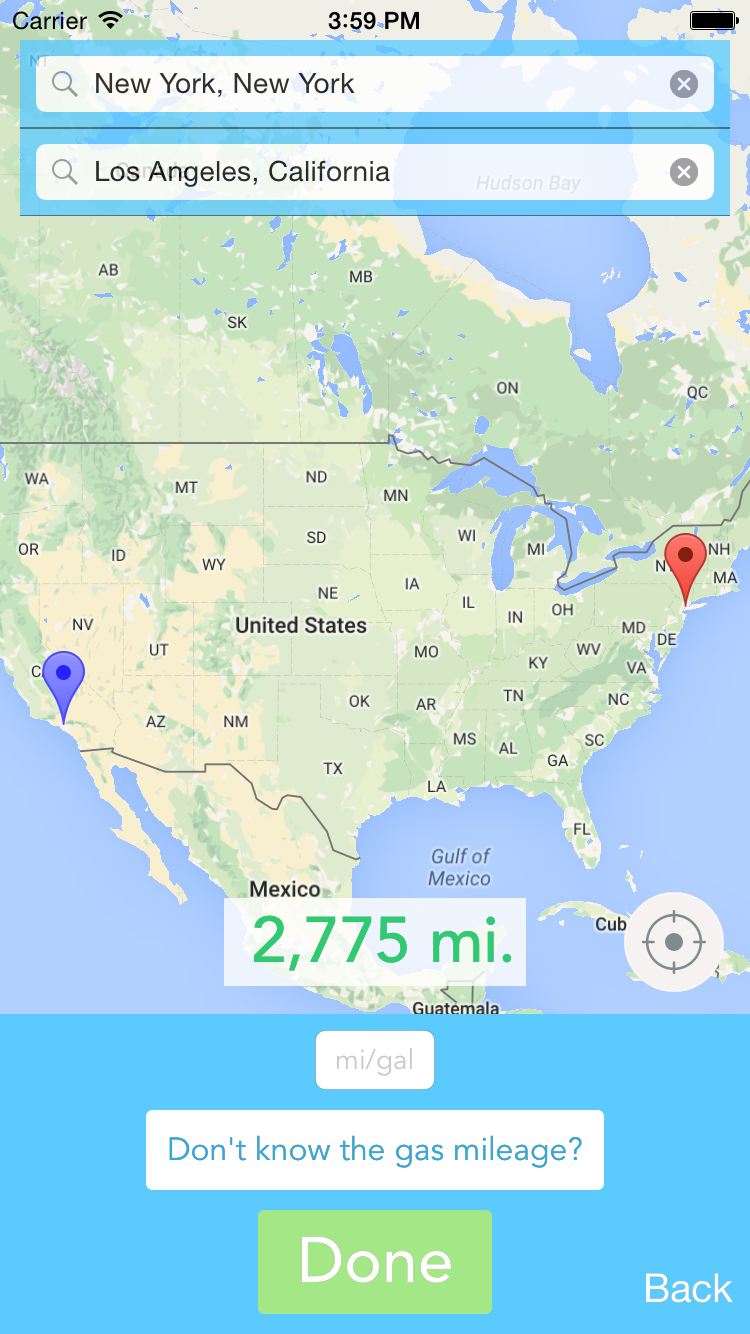 Carrier 3:59 PM
NT
New York, New York
Canada
Los Angeles, California
Hudson Bay
AB
MB
SK
ON
QC
WA
MT
ND
MN
OR
ID
SD
WI
MI
NH
WY
NY
MA
NE
IA
IL
IN
OH
NV
United States
MD
DE
UT
MO
KY
WV
VA
CA
OK
AR
TN
NC
AZ
NM
MS
AL
SC
GA
TX
LA
FL
Gulf of
Mexico
Mexico
Cub
2,775 mi.
Guatemala
mi/gal
Don't know the gas mileage?
Done
Back